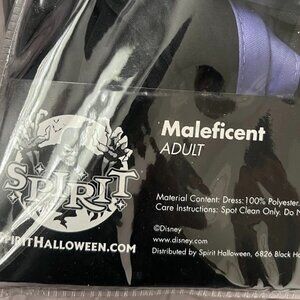 Maleficent
ADULT
SPIRIT
SPIRITHALLOWEEN.COM
Material Content: Dress:100% Polyester
Care Instructions: Spot Clean Only. Do
©Disney
www.disney.com
Distributed by Spirit Halloween, 6826 Black